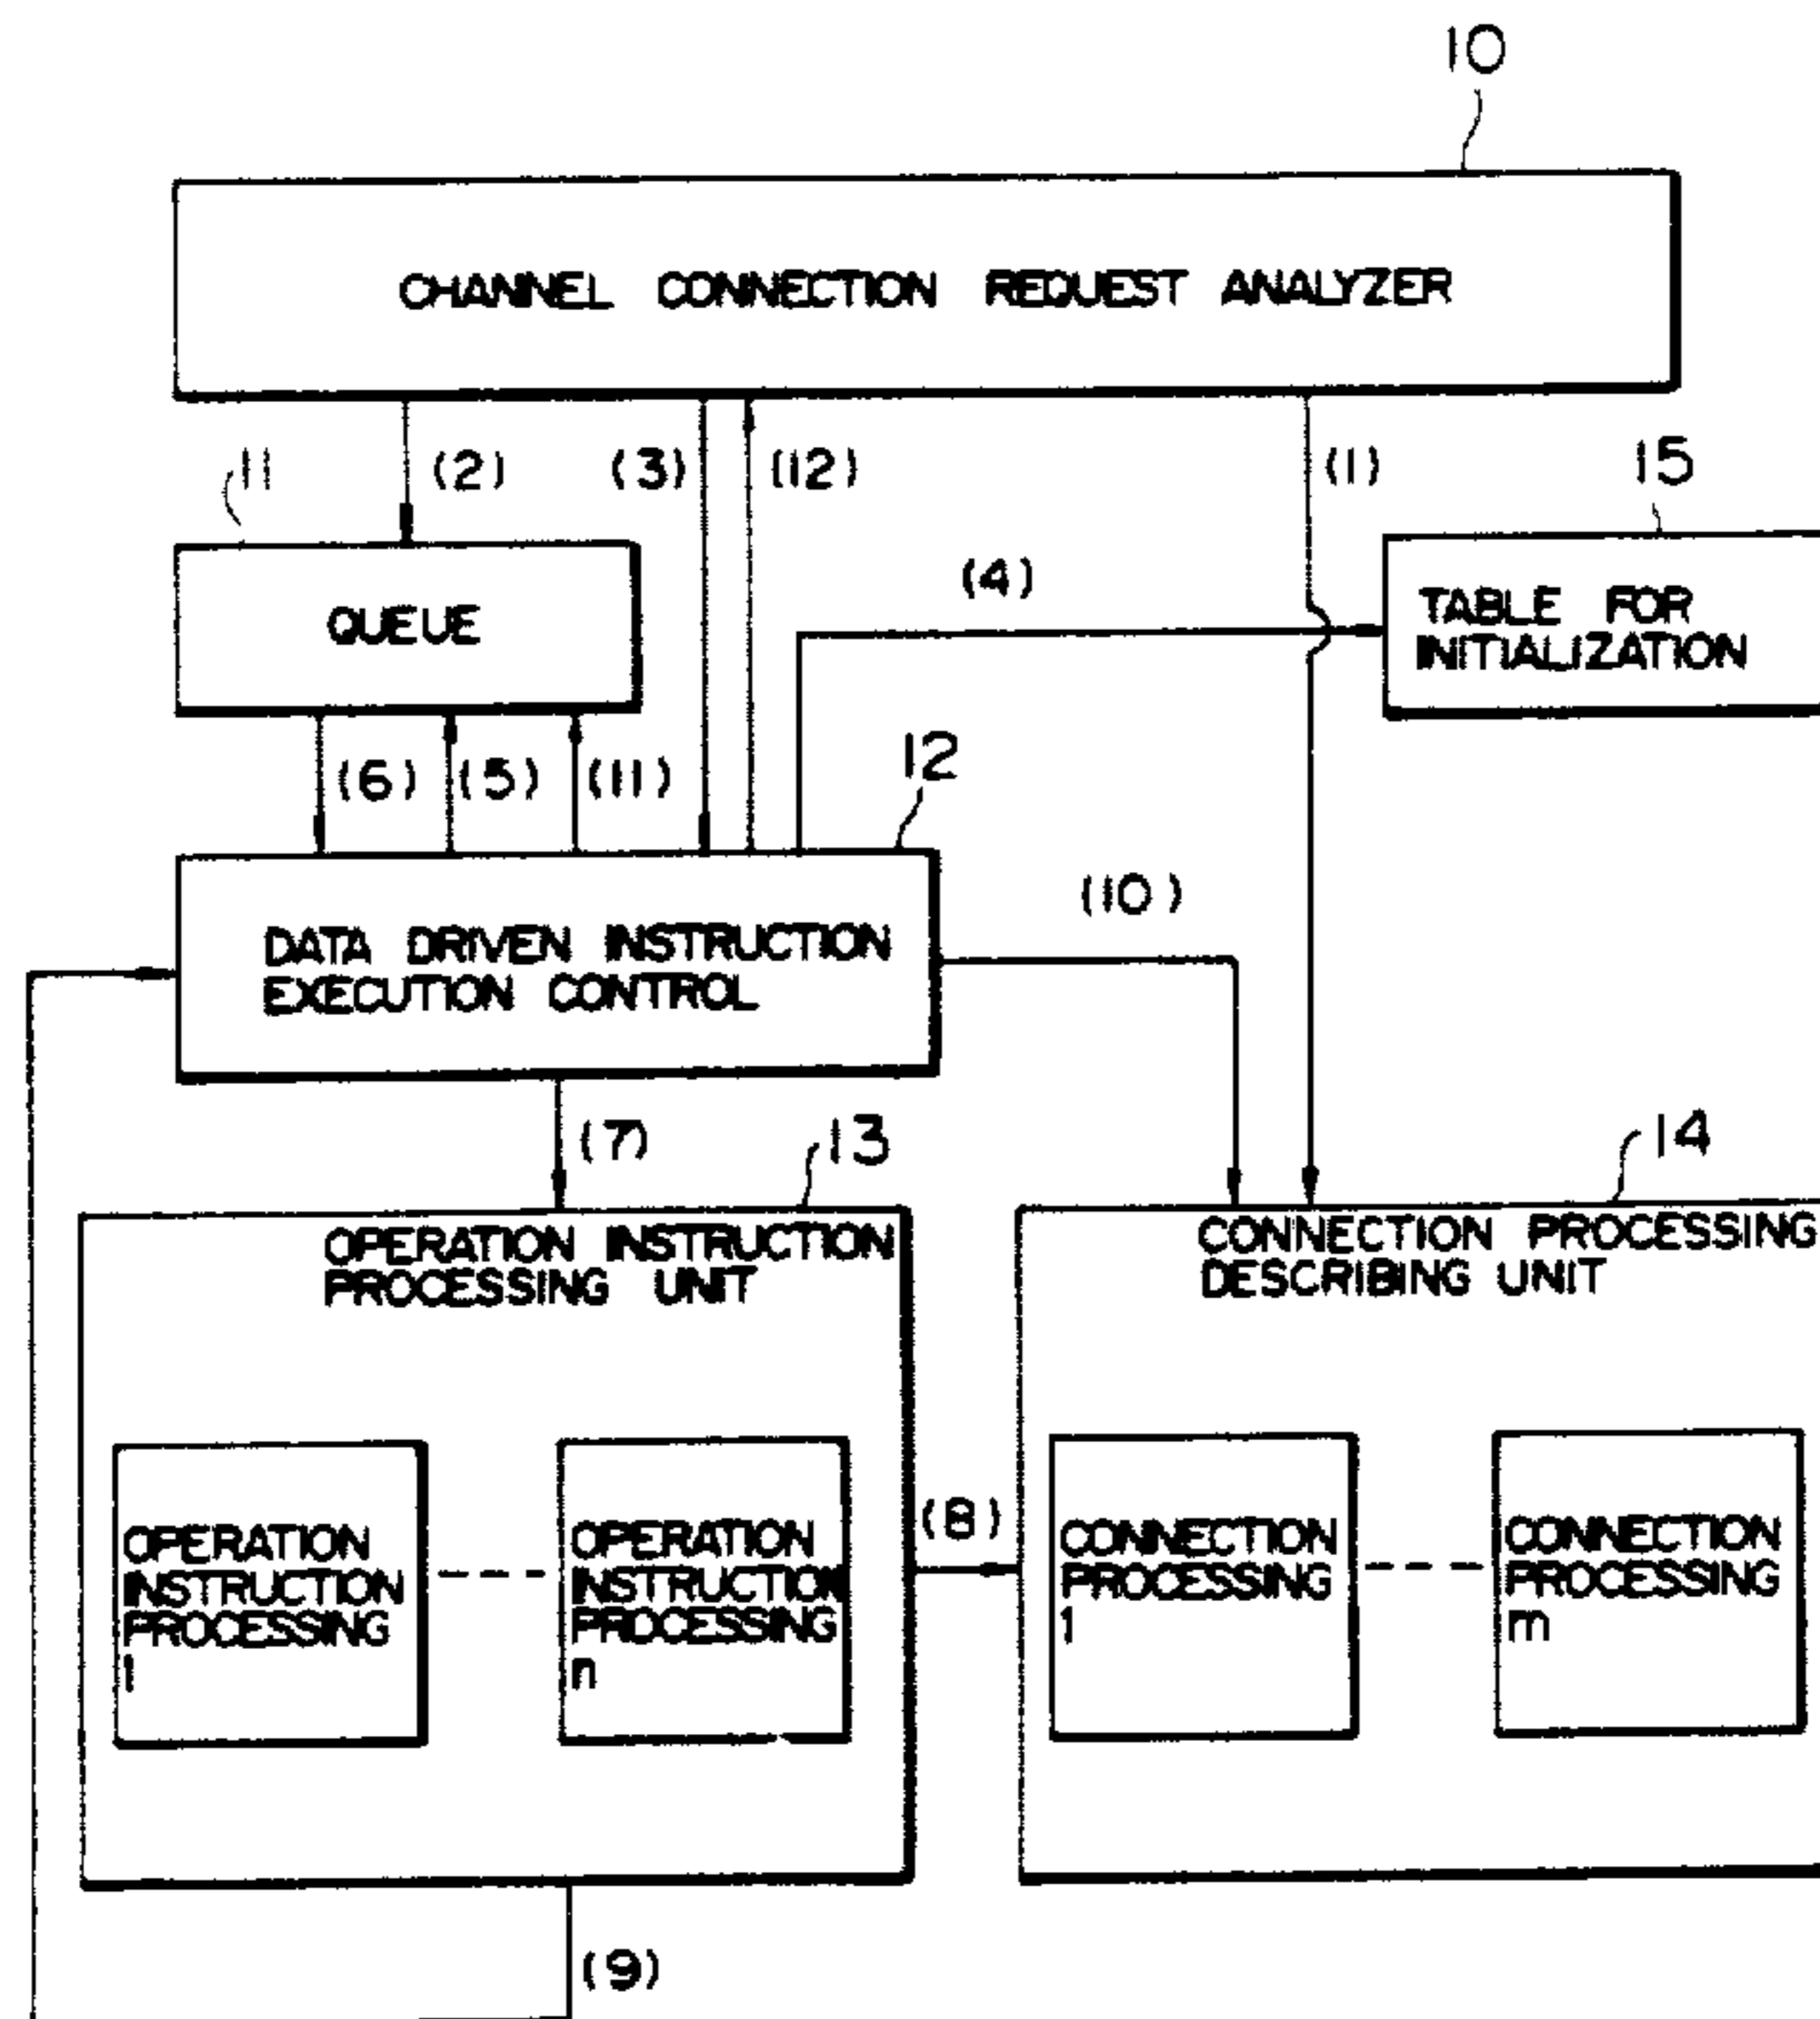 10
CHANNEL CONNECTION REQUEST ANALYZER
11
(2)
(3)
(12)
(1)
15
QUEUE
(4)
TABLE FOR
INITIALIZATION
(6)
(5)
(11)
12
DATA DRIVEN INSTRUCTION
EXECUTION CONTROL
(10)
(7)
13
14
OPERATION INSTRUCTION
PROCESSING UNIT
CONNECTION PROCESSING
DESCRIBING UNIT
OPERATION
INSTRUCTION
PROCESSING
1
OPERATION
INSTRUCTION
PROCESSING
n
(8)
CONNECTION
PROCESSING
1
CONNECTION
PROCESSING
m
(9)